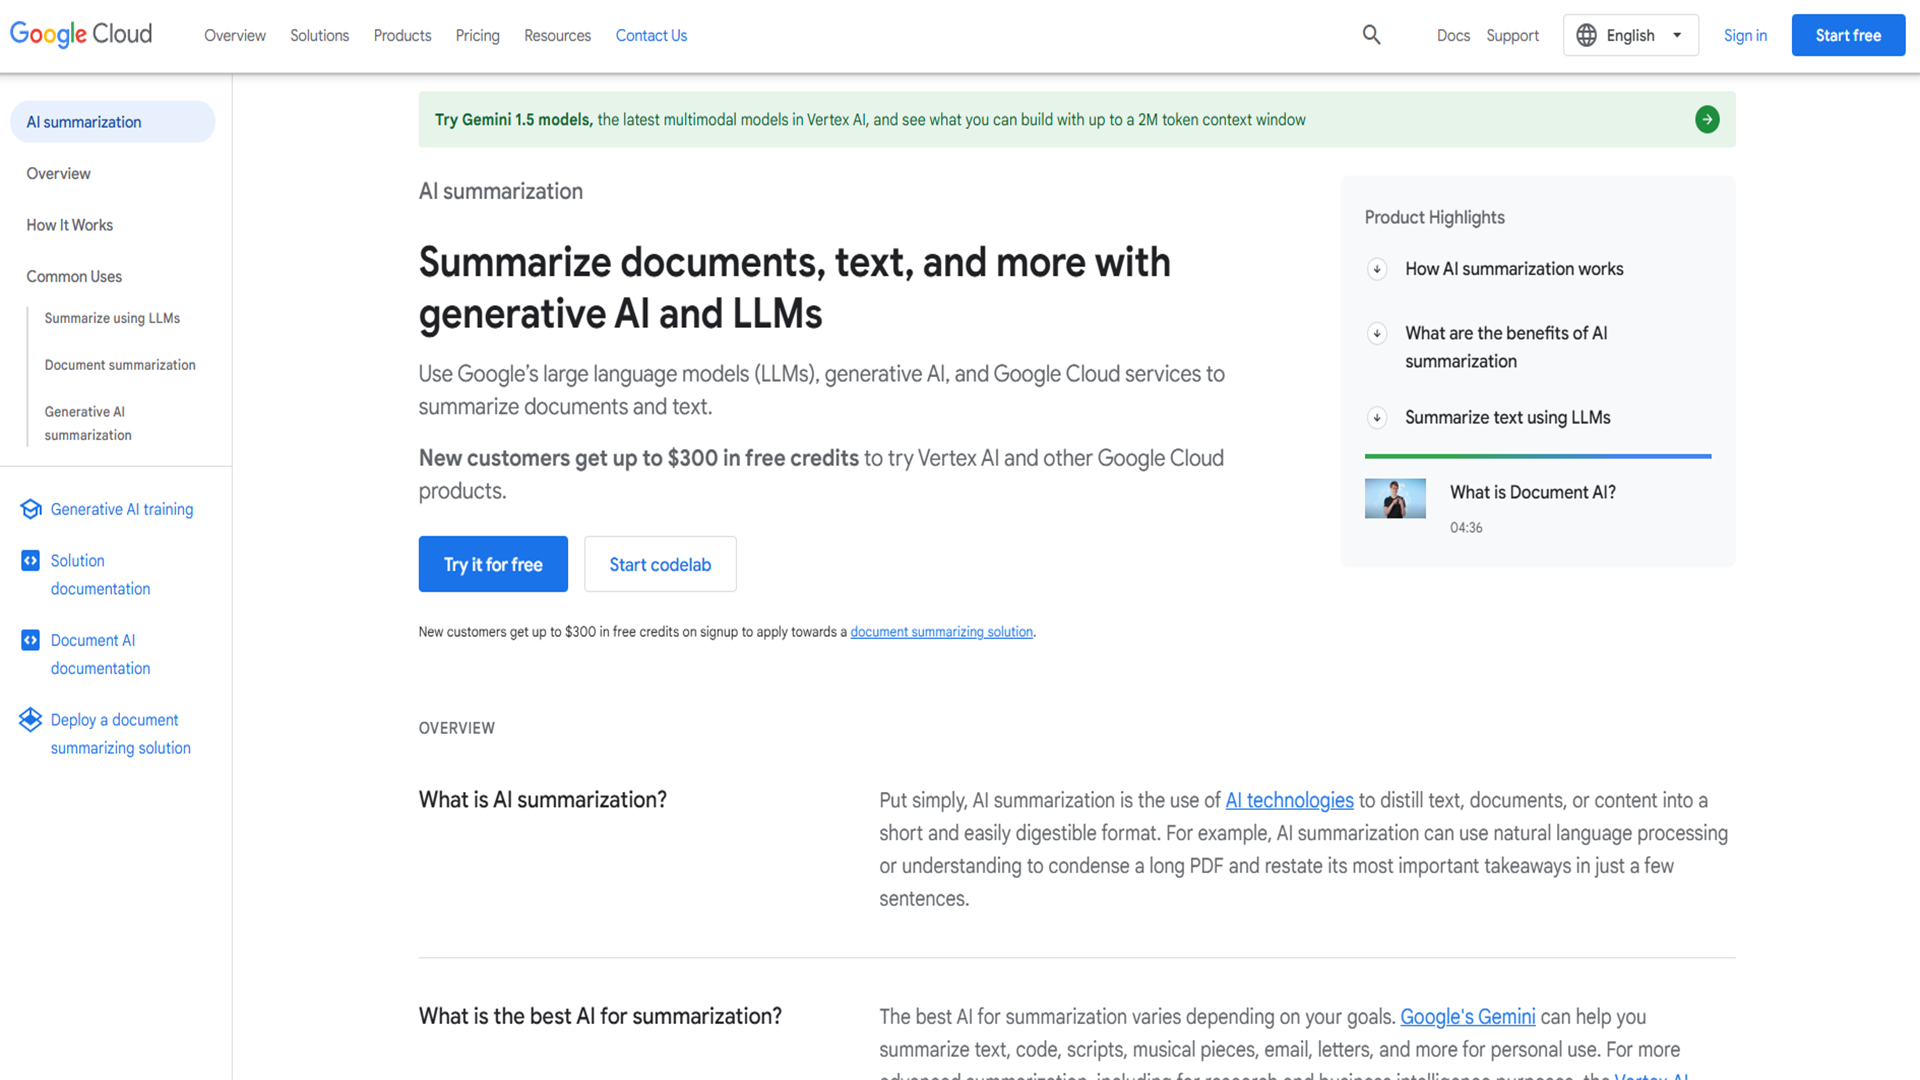 Google Cloud
Overview
Solutions
Products
Pricing
Resources
Contact Us
Docs
Support
English
Sign in
Start free
AI summarization
Overview
How It Works
Common Uses
Summarize using LLMs
Document summarization
Generative AI
summarization
Generative AI training
Solution
documentation
Document AI
documentation
Deploy a document
summarizing solution
Try Gemini 1.5 models, the latest multimodal models in Vertex AI, and see what you can build with up to a 2M token context window
AI summarization
Summarize documents, text, and more with
generative AI and LLMs
Use Google’s large language models (LLMs), generative AI, and Google Cloud services to
summarize documents and text.
New customers get up to $300 in free credits to try Vertex AI and other Google Cloud
products.
Try it for free
Start codelab
New customers get up to $300 in free credits on signup to apply towards a document summarizing solution.
Product Highlights
How AI summarization works
What are the benefits of AI
summarization
Summarize text using LLMs
What is Document AI?
04:36
OVERVIEW
What is AI summarization?
Put simply, AI summarization is the use of AI technologies to distill text, documents, or content into a
short and easily digestible format. For example, AI summarization can use natural language processing
or understanding to condense a long PDF and restate its most important takeaways in just a few
sentences.
What is the best AI for summarization?
The best AI for summarization varies depending on your goals. Google's Gemini can help you
summarize text, code, scripts, musical pieces, email, letters, and more for personal use. For more
advanced summarization, including for research and business intelligence purposes, the Vertex AI